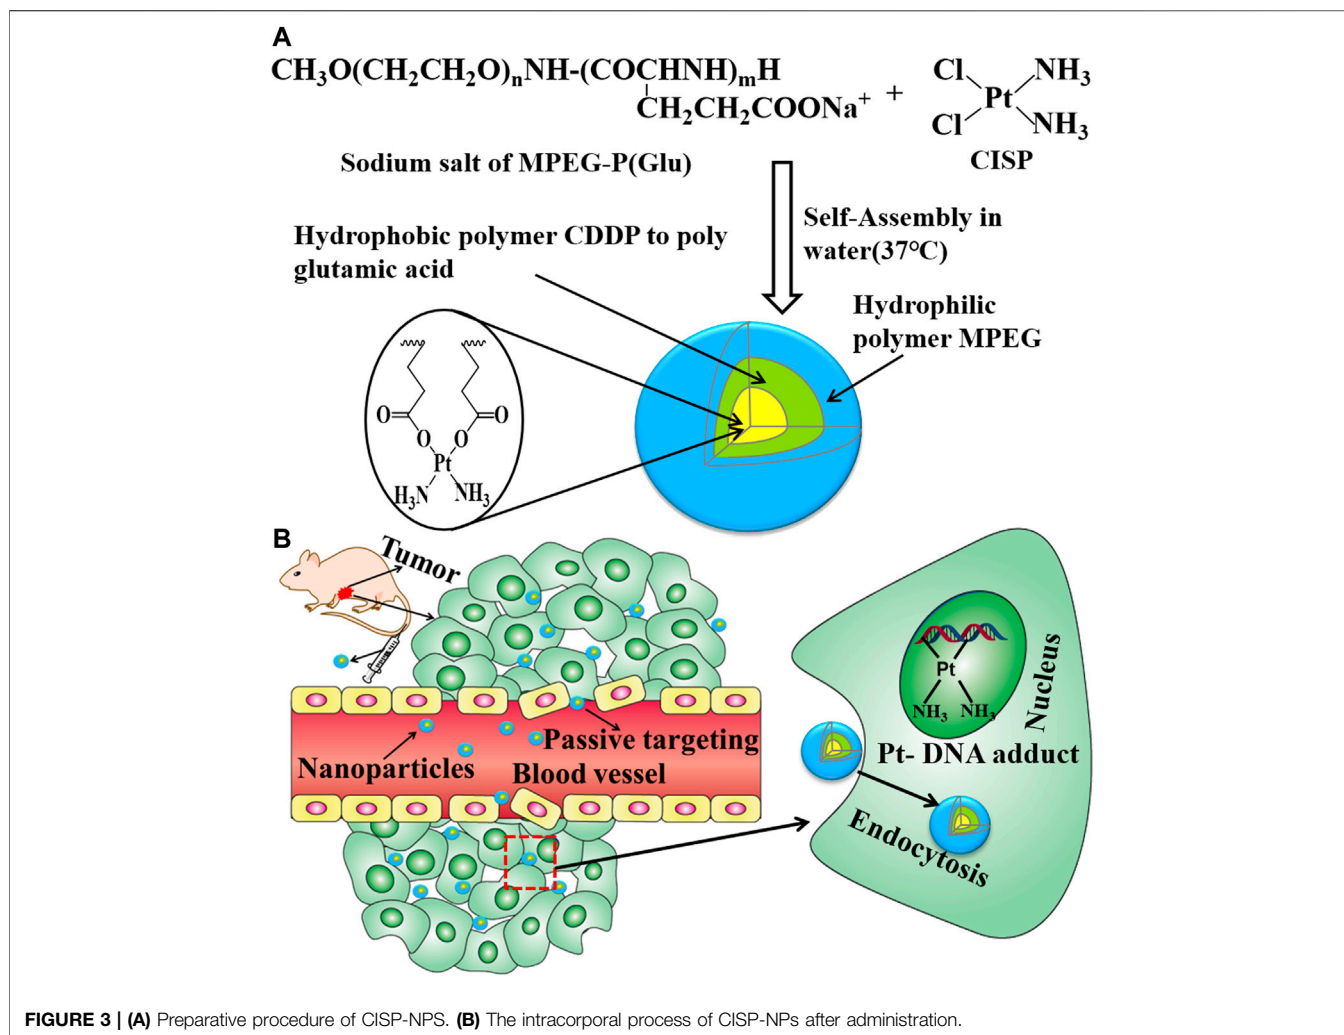 A
CH3O(CH₂CH₂O)ₙNH-(COCHNH)ₘH
CH₂CH₂COONa⁺ +
Cl NH₃
Pt
Cl NH₃
CISP
Sodium salt of MPEG-P(Glu)
Self-Assembly in
water(37℃)
Hydrophobic polymer CDDP to poly
glutamic acid
Hydrophilic
polymer MPEG
O O
O O
Pt
H₃N NH₃
B
Tumor
Nanoparticles
Passive targeting
Blood vessel
Pt
NH₃ NH₃
Nucleus
Pt- DNA adduct
Endocytosis
FIGURE 3 | (A) Preparative procedure of CISP-NPS. (B) The intracorporal process of CISP-NPs after administration.